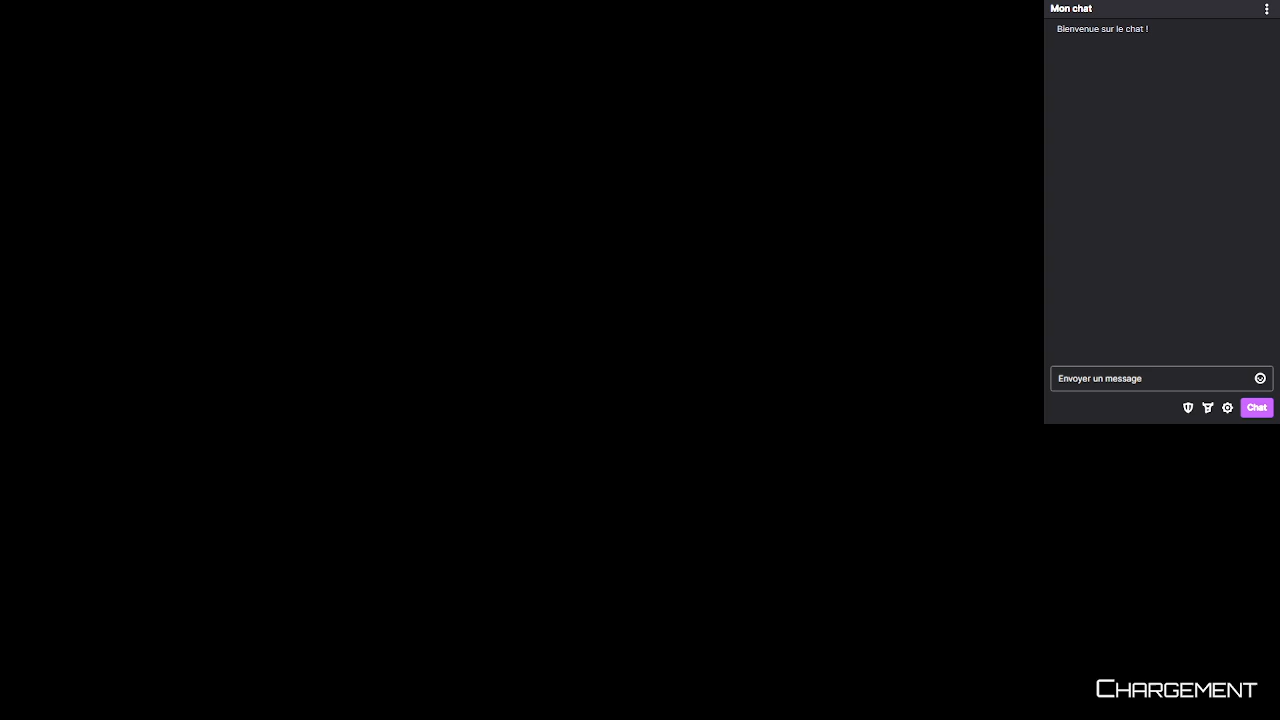 Mon chat
Bienvenue sur le chat !
Envoyer un message
Chat
CHARGEMENT